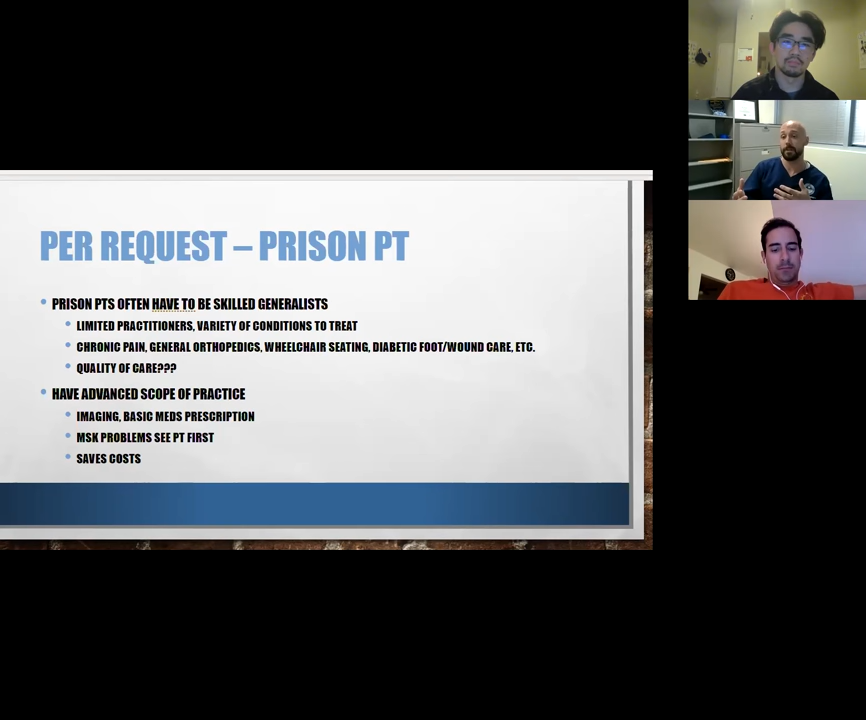 PER REQUEST – PRISON PT
PRISON PTS OFTEN HAVE TO BE SKILLED GENERALISTS
LIMITED PRACTITIONERS, VARIETY OF CONDITIONS TO TREAT
CHRONIC PAIN, GENERAL ORTHOPEDICS, WHEELCHAIR SEATING, DIABETIC FOOT/WOUND CARE, ETC.
QUALITY OF CARE???
HAVE ADVANCED SCOPE OF PRACTICE
IMAGING, BASIC MEDS PRESCRIPTION
MSK PROBLEMS SEE PT FIRST
SAVES COSTS